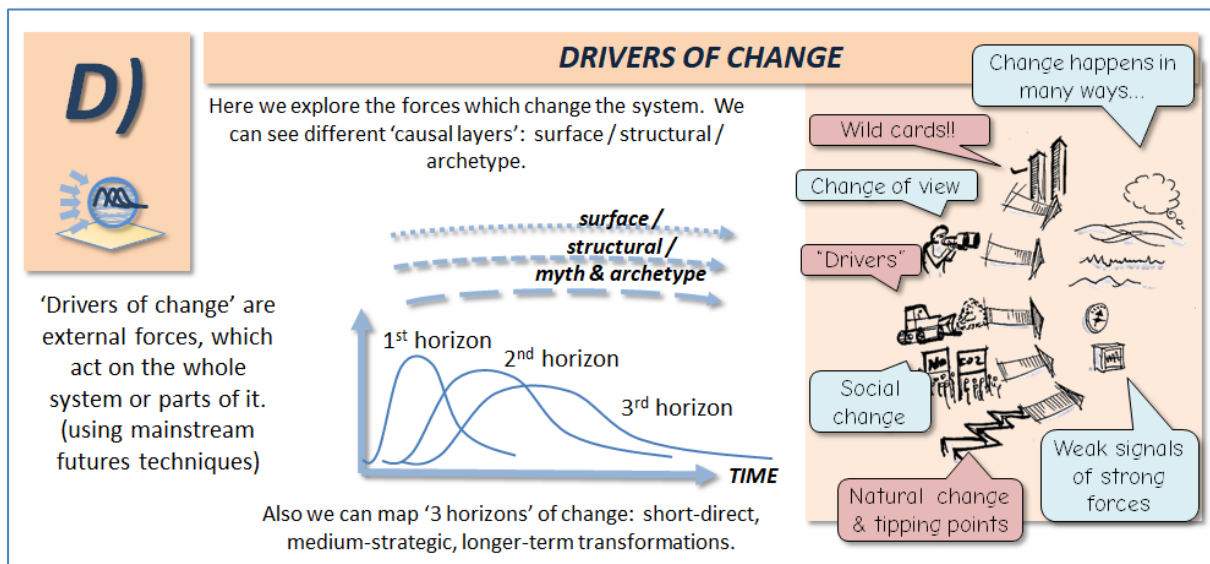 D)
DRIVERS OF CHANGE
Here we explore the forces which change the system. We
can see different ‘causal layers’: surface / structural /
archetype.
‘Drivers of change’ are
external forces, which
act on the whole
system or parts of it.
(using mainstream
futures techniques)
surface /
structural /
myth & archetype
1st horizon
2nd horizon
3rd horizon
TIME
Also we can map ‘3 horizons’ of change: short-direct,
medium-strategic, longer-term transformations.
Change happens in
many ways...
Wild cards!!
Change of view
“Drivers”
No CO2
Social
change
Natural change
& tipping points
Weak signals
of strong
forces